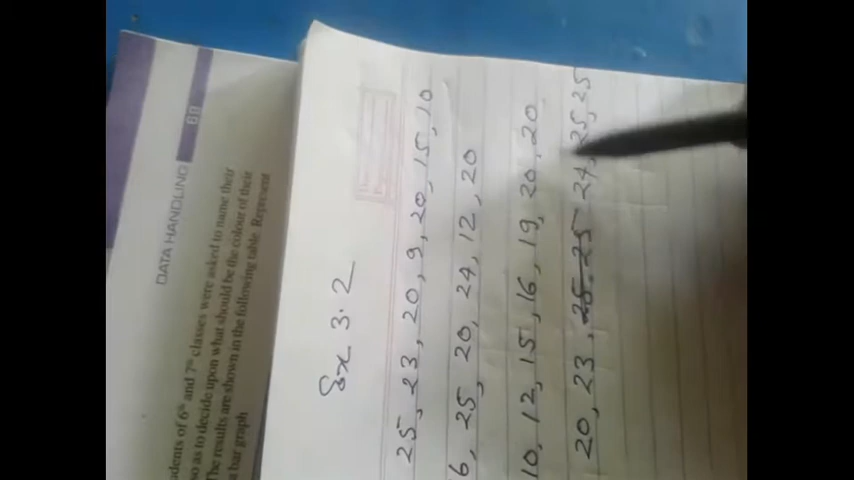 DATA HANDLING 69
dents of 6th and 7th classes were asked to name their
so as to decide upon what should be the colour of their
The results are shown in the following table. Represent
bar graph
Ex 3.2
25, 23, 20, 9, 20, 15, 10
6, 25, 20, 24, 12, 20
10, 12, 15, 16, 19, 20, 20,
20, 23, 25, 25 24, 25, 25